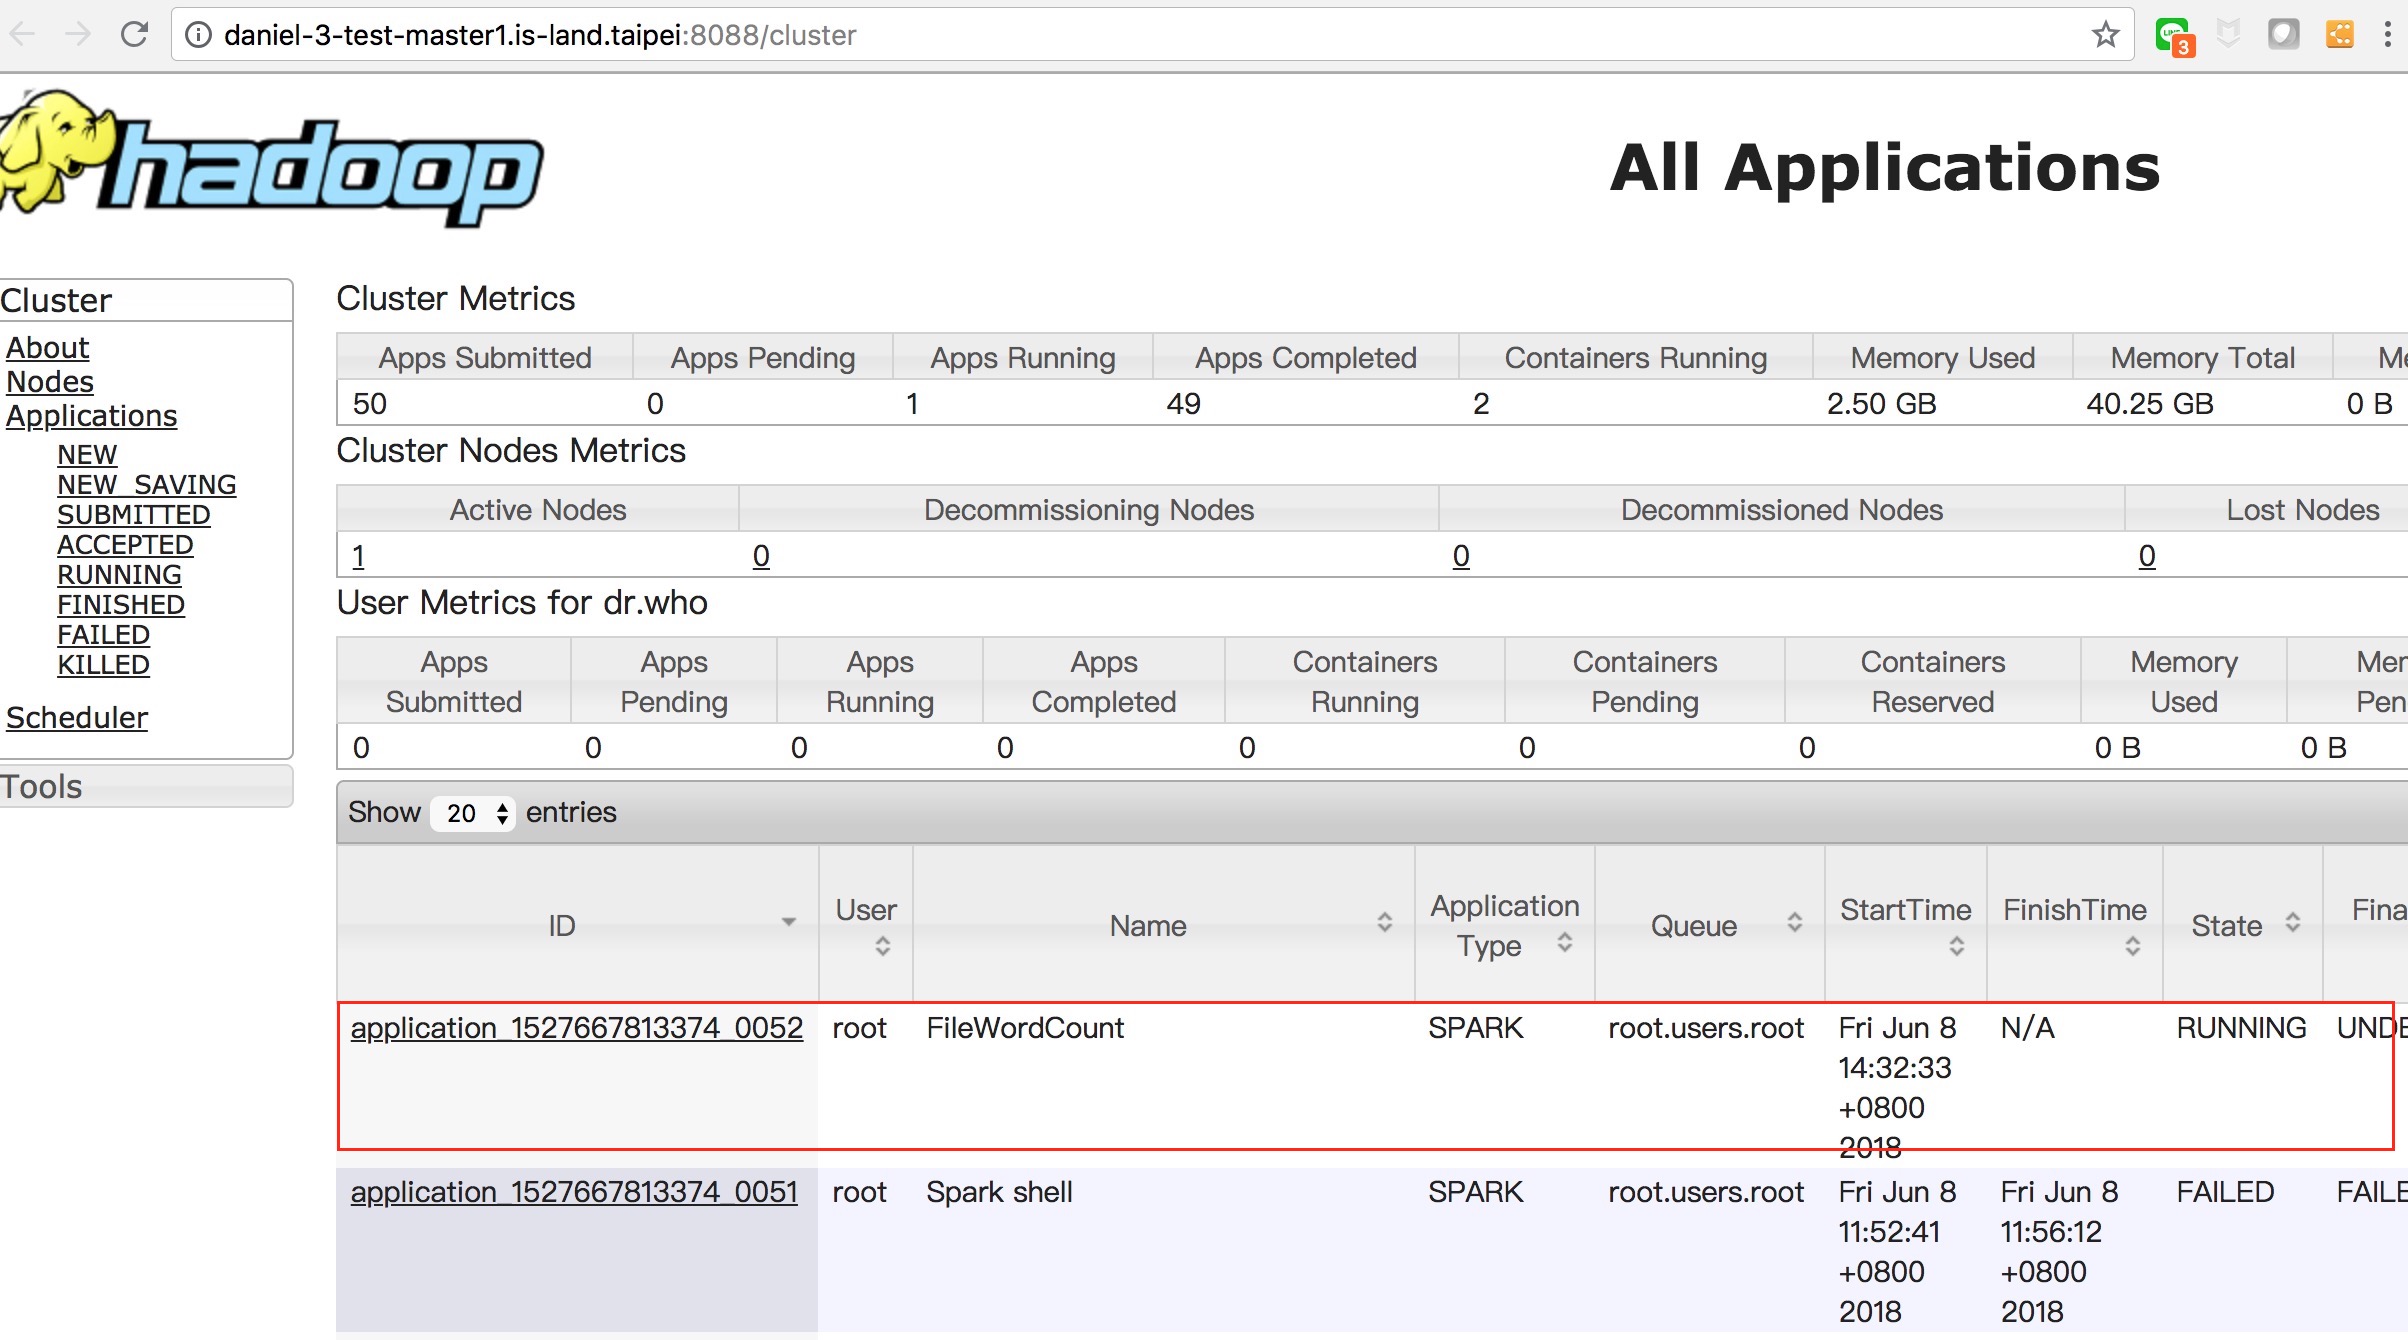 daniel-3-test-master1.is-land.taipei:8088/cluster
3
hadoop
All Applications
Cluster
About
Nodes
Applications
NEW
NEW_SAVING
SUBMITTED
ACCEPTED
RUNNING
FINISHED
FAILED
KILLED
Scheduler
Tools
Cluster Metrics
Apps Submitted Apps Pending Apps Running Apps Completed Containers Running Memory Used Memory Total
50 0 1 49 2 2.50 GB 40.25 GB 0 B
Cluster Nodes Metrics
Active Nodes Decommissioning Nodes Decommissioned Nodes Lost Nodes
1 0 0 0
User Metrics for dr.who
Apps Submitted Apps Pending Apps Running Apps Completed Containers Running Containers Pending Containers Reserved Memory Used
0 0 0 0 0 0 0 0 B 0 B
Show 20 entries
ID User Name Application Type Queue StartTime FinishTime State
application_1527667813374_0052 root FileWordCount SPARK root.users.root Fri Jun 8 N/A RUNNING
14:32:33
+0800
2018
application_1527667813374_0051 root Spark shell SPARK root.users.root Fri Jun 8 Fri Jun 8 FAILED
11:52:41 11:56:12
+0800 +0800
2018 2018